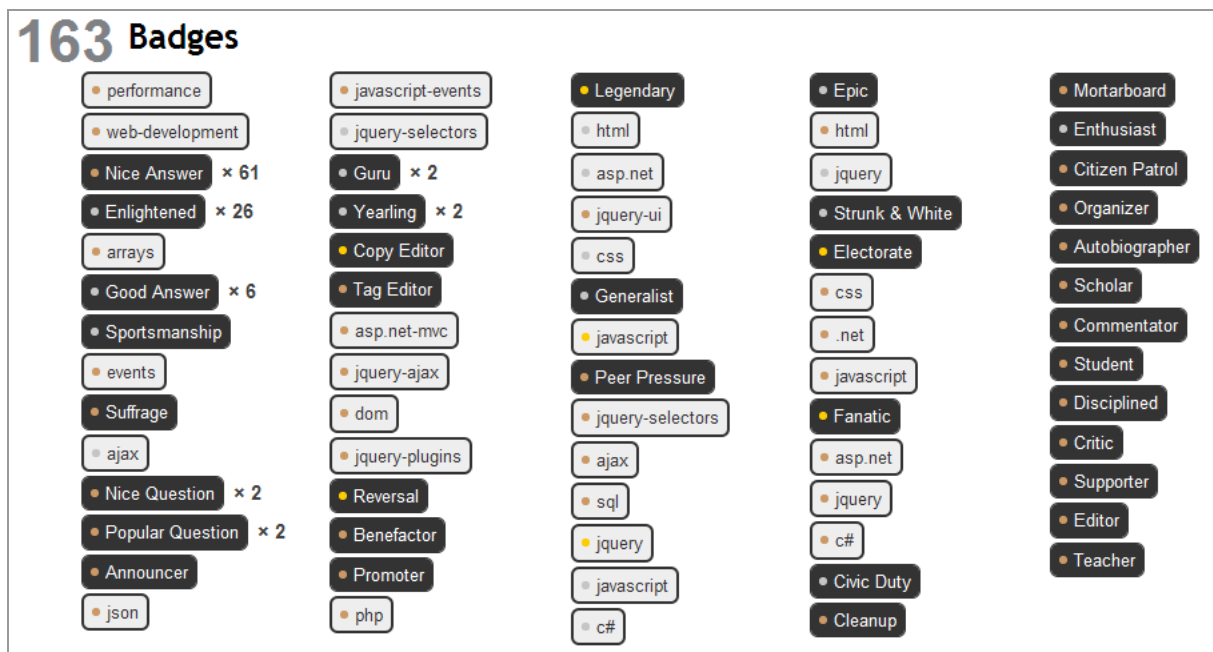 163 Badges
performance
web-development
Nice Answer × 61
Enlightened × 26
arrays
Good Answer × 6
Sportsmanship
events
Suffrage
ajax
Nice Question × 2
Popular Question × 2
Announcer
json
javascript-events
jquery-selectors
Guru × 2
Yearling × 2
Copy Editor
Tag Editor
asp.net-mvc
jquery-ajax
dom
jquery-plugins
Reversal
Benefactor
Promoter
php
Legendary
html
asp.net
jquery-ui
css
Generalist
javascript
Peer Pressure
jquery-selectors
ajax
sql
jquery
javascript
c#
Epic
html
jquery
Strunk & White
Electorate
css
.net
javascript
Fanatic
asp.net
jquery
c#
Civic Duty
Cleanup
Mortarboard
Enthusiast
Citizen Patrol
Organizer
Autobiographer
Scholar
Commentator
Student
Disciplined
Critic
Supporter
Editor
Teacher